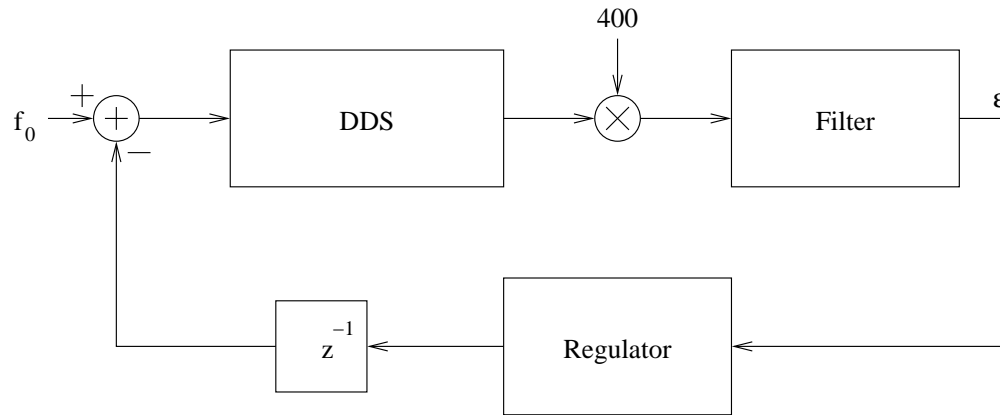 400
+
f0
+
DDS
×
Filter
ε
−
z−1
Regulator